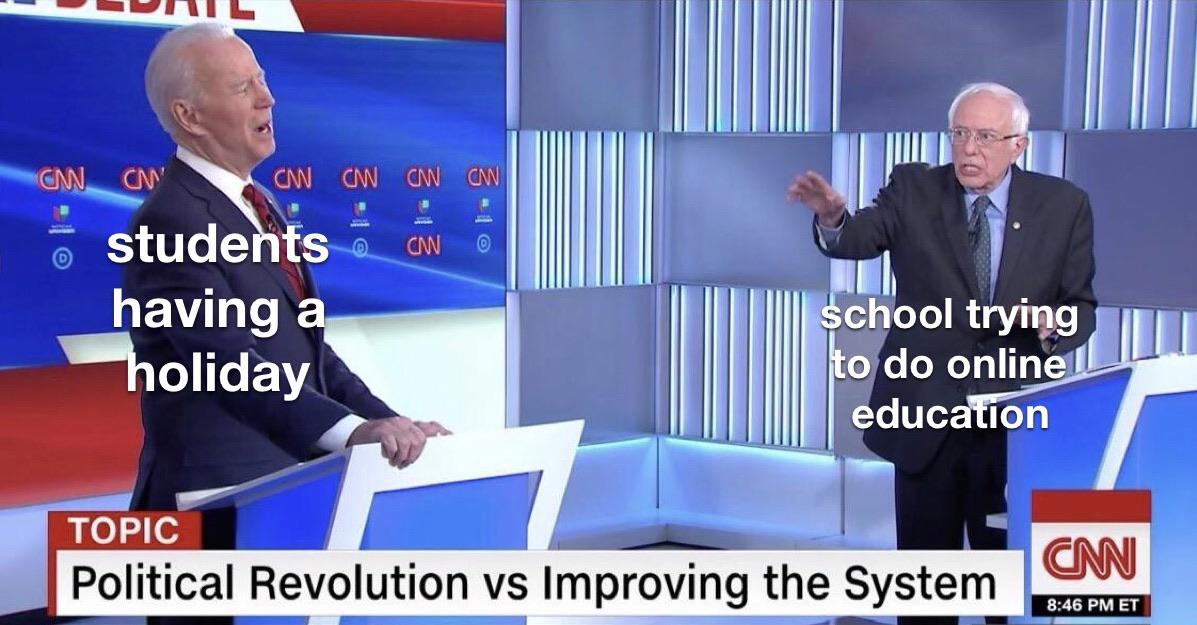 DEBATE
CNN CNN CNN CNN CNN CNN
CNN
students
having a
holiday
school trying
to do online
education
TOPIC
Political Revolution vs Improving the System
CNN
8:46 PM ET